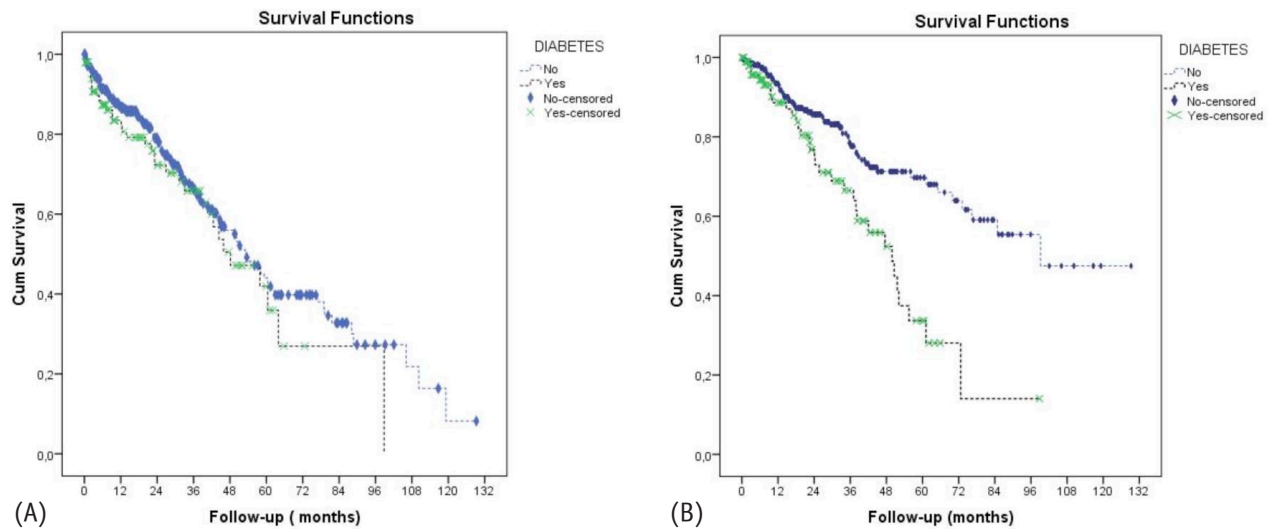 Survival Functions
DIABETES
No
Yes
No-censored
Yes-censored
Cum Survival
1,0
0,8
0,6
0,4
0,2
0,0
0 12 24 36 48 60 72 84 96 108 120 132
Follow-up ( months)
(A)
Survival Functions
DIABETES
No
Yes
No-censored
Yes-censored
Cum Survival
1,0
0,8
0,6
0,4
0,2
0,0
0 12 24 36 48 60 72 84 96 108 120 132
Follow-up (months)
(B)